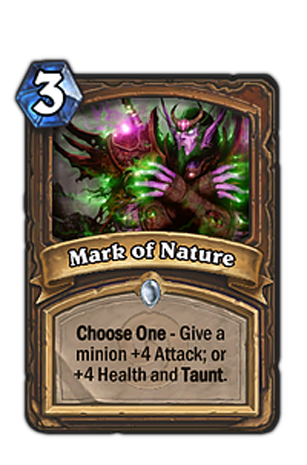 3
Mark of Nature
Choose One - Give a
minion +4 Attack; or
+4 Health and Taunt.